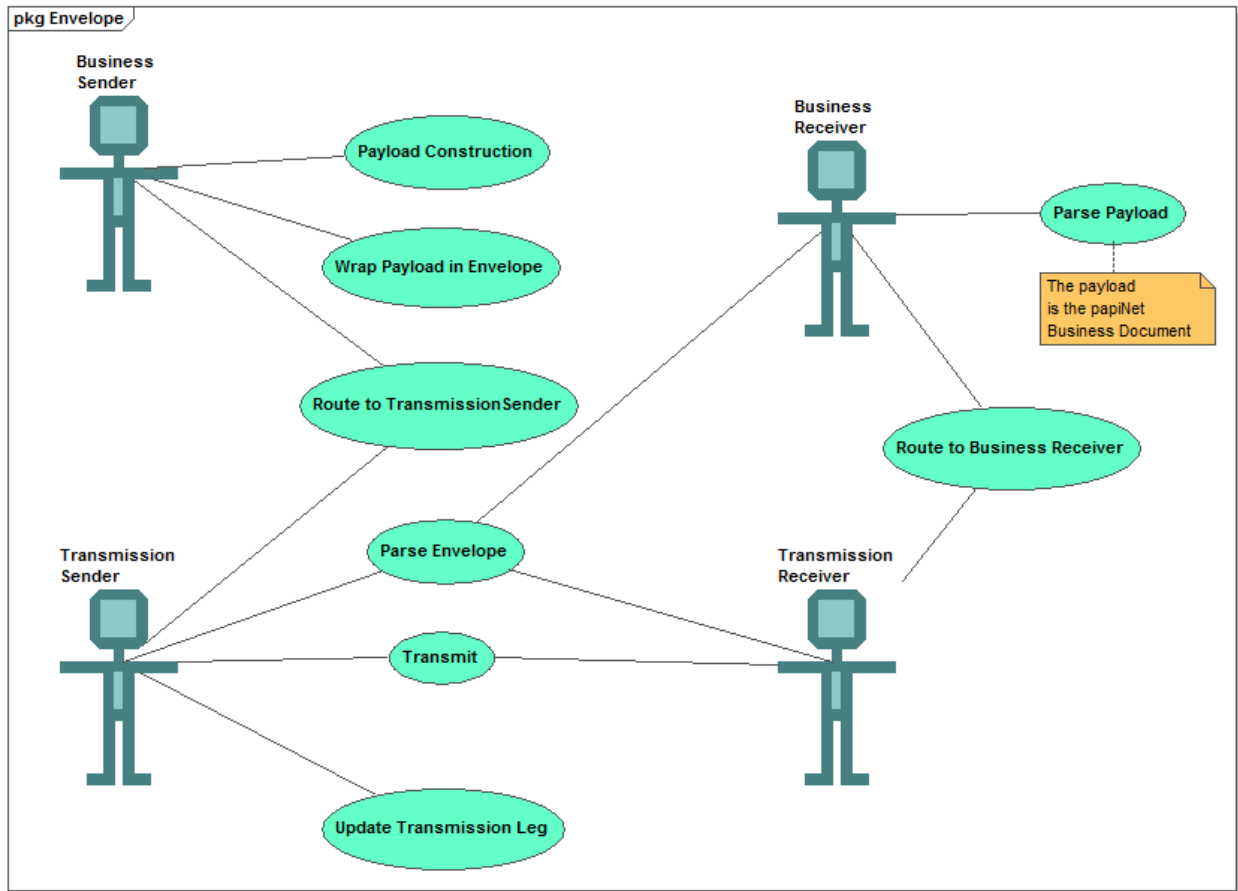 pkg Envelope
Business
Sender
Business
Receiver
Payload Construction
Parse Payload
Wrap Payload in Envelope
The payload
is the papiNet
Business Document
Route to TransmissionSender
Route to Business Receiver
Parse Envelope
Transmission
Sender
Transmission
Receiver
Transmit
Update Transmission Leg